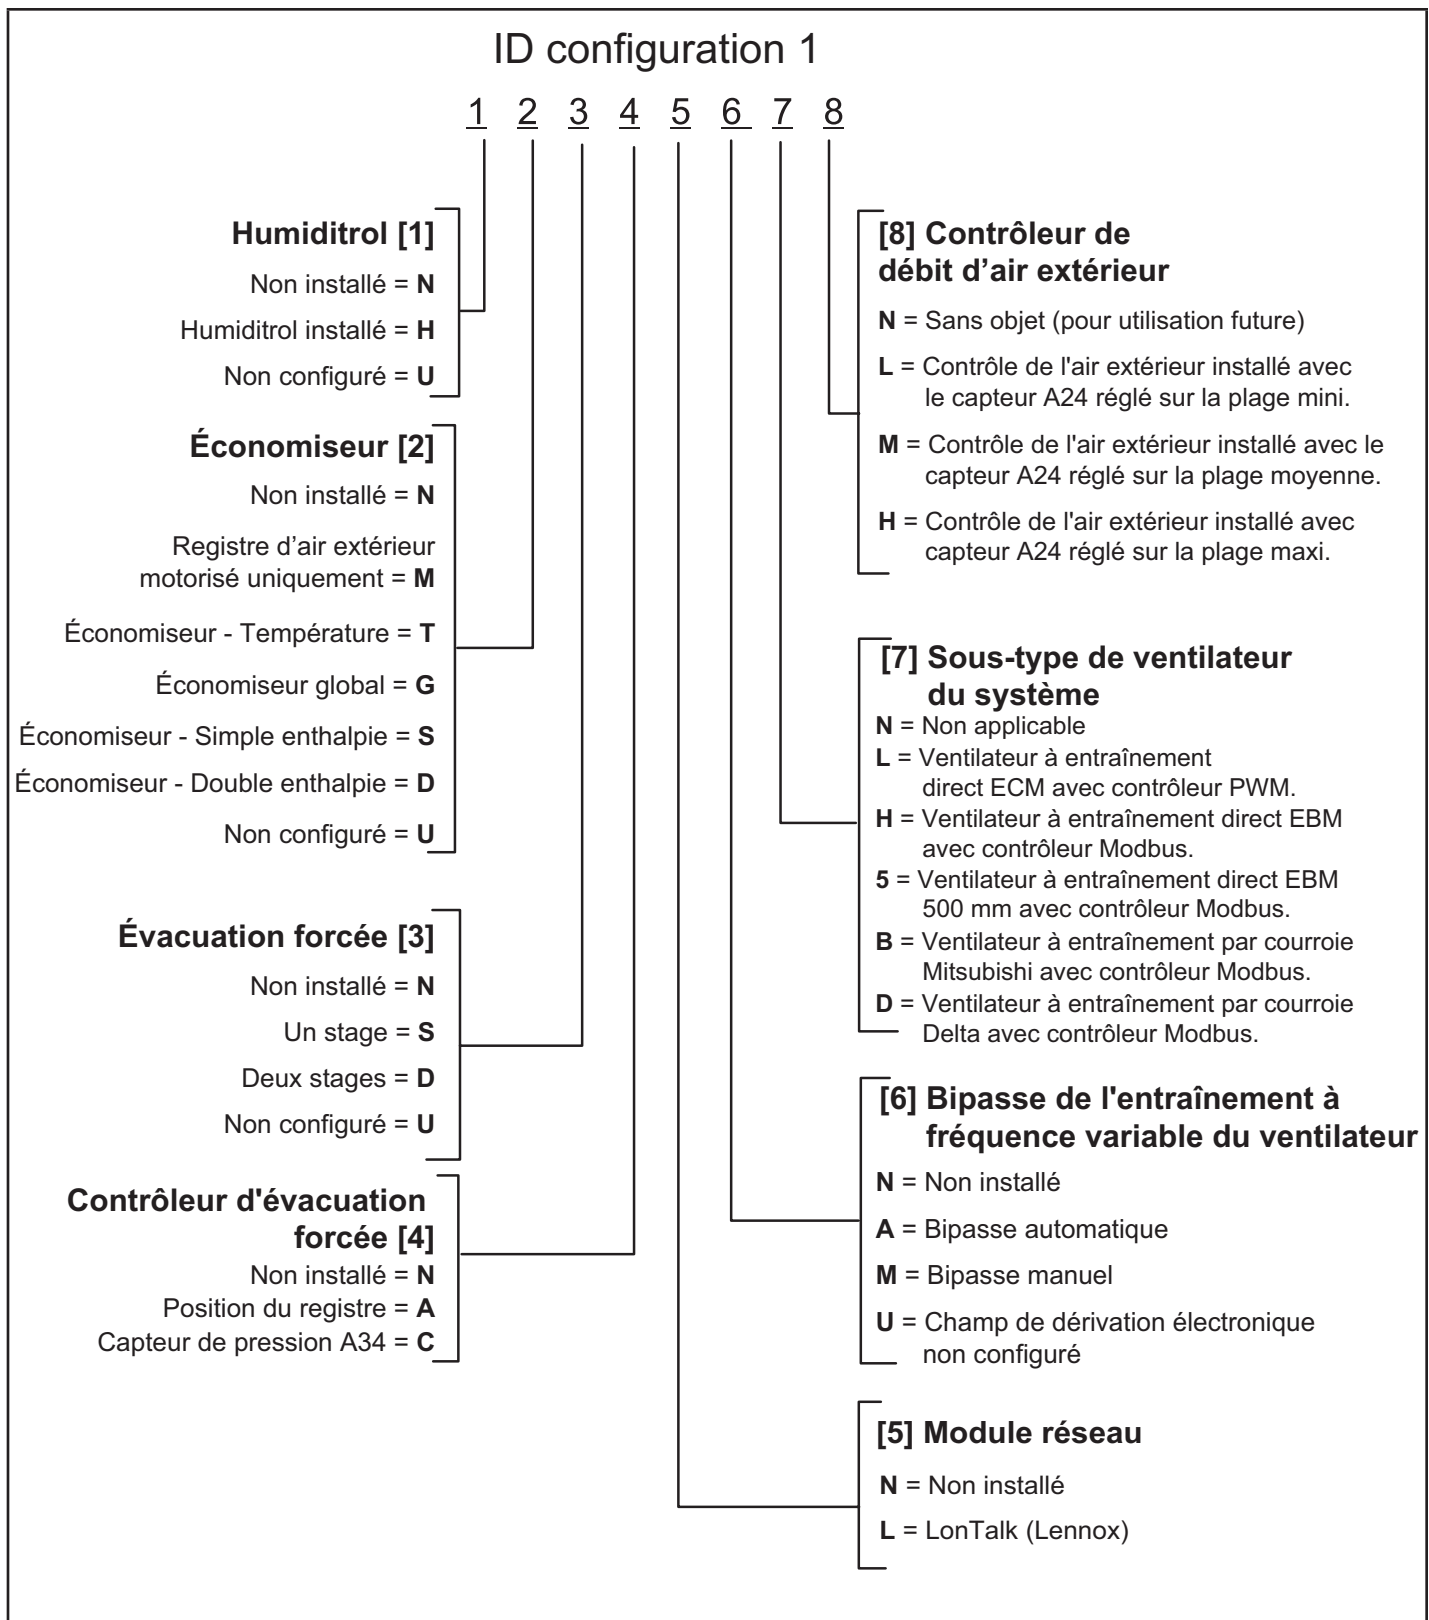 ID configuration 1
1 2 3 4 5 6 7 8
Humiditrol [1]
Non installé = N
Humiditrol installé = H
Non configuré = U
Économiseur [2]
Non installé = N
Registre d’air extérieur
motorisé uniquement = M
Économiseur - Température = T
Économiseur global = G
Économiseur - Simple enthalpie = S
Économiseur - Double enthalpie = D
Non configuré = U
Évacuation forcée [3]
Non installé = N
Un stage = S
Deux stages = D
Non configuré = U
Contrôleur d'évacuation
forcée [4]
Non installé = N
Position du registre = A
Capteur de pression A34 = C
[8] Contrôleur de
débit d’air extérieur
N = Sans objet (pour utilisation future)
L = Contrôle de l'air extérieur installé avec
le capteur A24 réglé sur la plage mini.
M = Contrôle de l'air extérieur installé avec le
capteur A24 réglé sur la plage moyenne.
H = Contrôle de l'air extérieur installé avec
capteur A24 réglé sur la plage maxi.
[7] Sous-type de ventilateur
du système
N = Non applicable
L = Ventilateur à entraînement
direct ECM avec contrôleur PWM.
H = Ventilateur à entraînement direct EBM
avec contrôleur Modbus.
5 = Ventilateur à entraînement direct EBM
500 mm avec contrôleur Modbus.
B = Ventilateur à entraînement par courroie
Mitsubishi avec contrôleur Modbus.
D = Ventilateur à entraînement par courroie
Delta avec contrôleur Modbus.
[6] Bipasse de l'entraînement à
fréquence variable du ventilateur
N = Non installé
A = Bipasse automatique
M = Bipasse manuel
U = Champ de dérivation électronique
non configuré
[5] Module réseau
N = Non installé
L = LonTalk (Lennox)